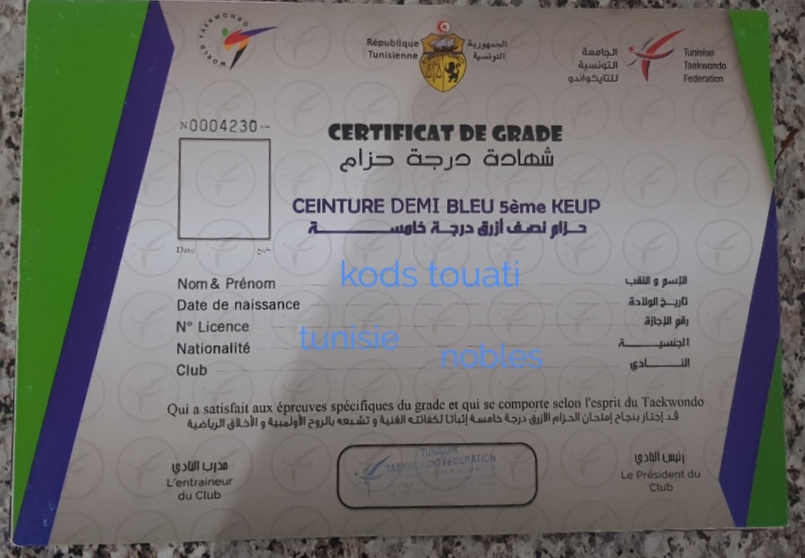 WORLD TAEKWONDO
République
Tunisienne
الجمهورية
التونسية
الجامعة
التونسية
للتايكواندو
Tunisian
Taekwondo
Federation
N0004230
CERTIFICAT DE GRADE
شهادة درجة حزام
CEINTURE DEMI BLEU 5ème KEUP
حزام نصف أزرق درجة خامسة
Date تاريخ
Nom & Prénom kods touati الإسم و اللقب
Date de naissance تاريخ الولادة
N° Licence رقم الإجازة
Nationalité tunisie الجنسية
Club nobles النادي
Qui a satisfait aux épreuves spécifiques du grade et qui se comporte selon l'esprit du Taekwondo
قد إجتاز بنجاح إمتحان الحزام الأزرق درجة خامسة إثباتا لكفائته الفنية و تشبعه بالروح الأولمبية و الأخلاق الرياضية
مدرب النادي
L'entraineur
du Club
TUNISIAN
TAEKWONDO FEDERATION
رئيس النادي
Le Président du
Club